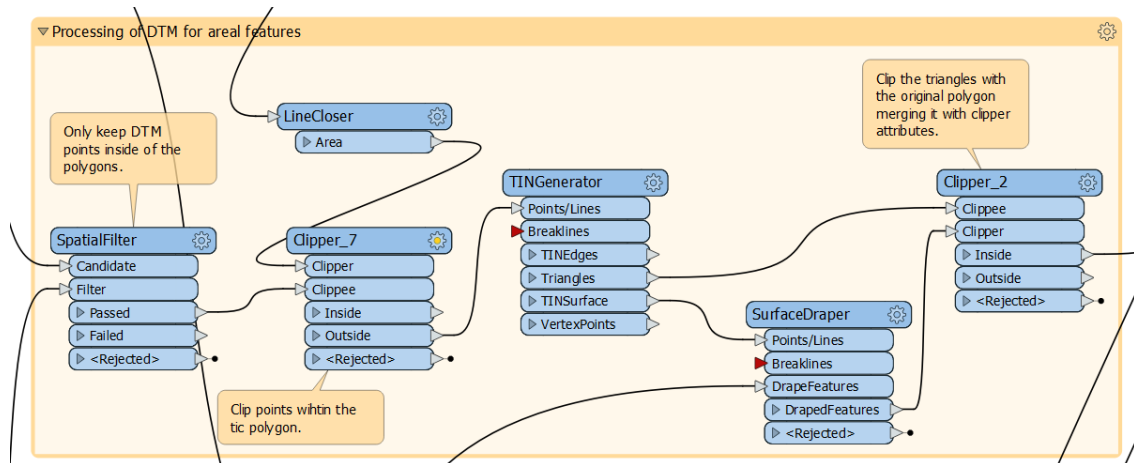 Processing of DTM for areal features
Only keep DTM
points inside of the
polygons.
LineCloser
Area
Clip the triangles with
the original polygon
merging it with clipper
attributes.
SpatialFilter
Candidate
Filter
Passed
Failed
<Rejected>
Clipper_7
Clipper
Clippee
Inside
Outside
<Rejected>
Clip points wihtin the
tic polygon.
TINGenerator
Points/Lines
Breaklines
TINEdges
Triangles
TINSurface
VertexPoints
SurfaceDraper
Points/Lines
Breaklines
DrapeFeatures
DrapedFeatures
<Rejected>
Clipper_2
Clippee
Clipper
Inside
Outside
<Rejected>